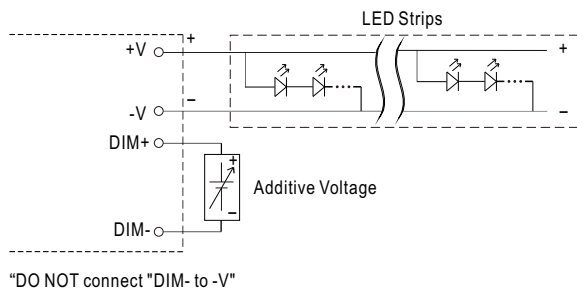 LED Strips
+V
+
+
-V
–
–
DIM+
+
Additive Voltage
–
DIM-
“DO NOT connect "DIM- to -V"